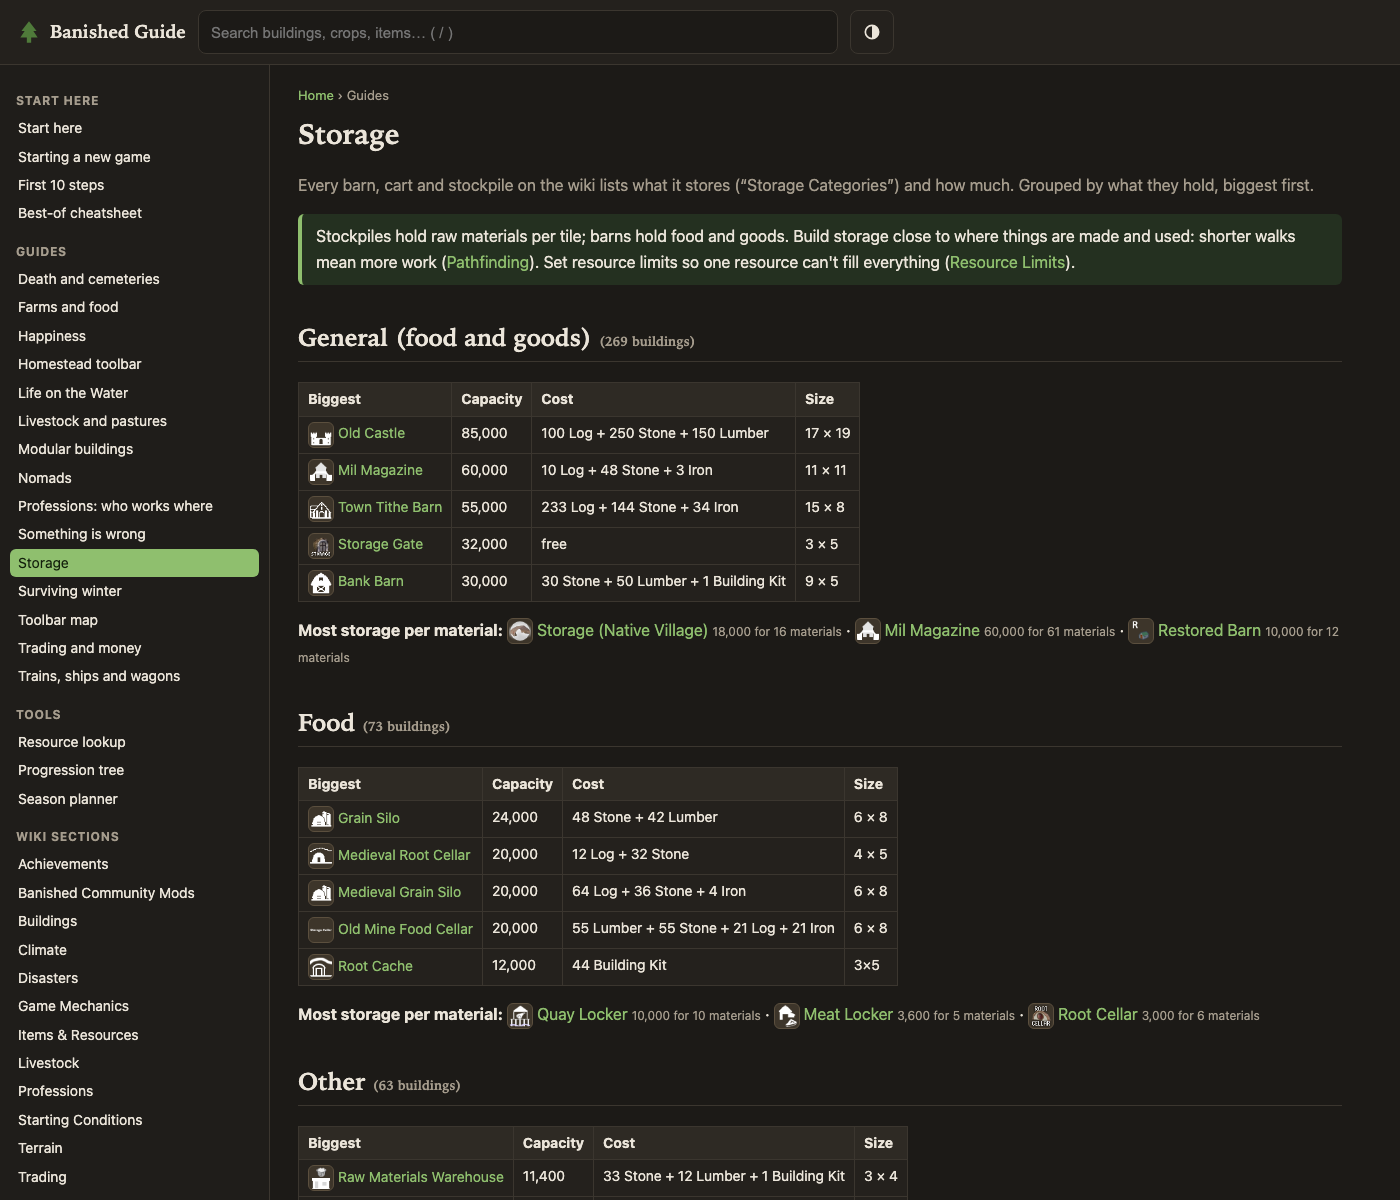 Banished Guide
Search buildings, crops, items… ( / )
START HERE
Start here
Starting a new game
First 10 steps
Best-of cheatsheet
GUIDES
Death and cemeteries
Farms and food
Happiness
Homestead toolbar
Life on the Water
Livestock and pastures
Modular buildings
Nomads
Professions: who works where
Something is wrong
Storage
Surviving winter
Toolbar map
Trading and money
Trains, ships and wagons
TOOLS
Resource lookup
Progression tree
Season planner
WIKI SECTIONS
Achievements
Banished Community Mods
Buildings
Climate
Disasters
Game Mechanics
Items & Resources
Livestock
Professions
Starting Conditions
Terrain
Trading
Home › Guides
Storage
Every barn, cart and stockpile on the wiki lists what it stores (“Storage Categories”) and how much. Grouped by what they hold, biggest first.
Stockpiles hold raw materials per tile; barns hold food and goods. Build storage close to where things are made and used: shorter walks
mean more work (Pathfinding). Set resource limits so one resource can't fill everything (Resource Limits).
General (food and goods) (269 buildings)
Biggest Capacity Cost Size
Old Castle 85,000 100 Log + 250 Stone + 150 Lumber 17 × 19
Mil Magazine 60,000 10 Log + 48 Stone + 3 Iron 11 × 11
Town Tithe Barn 55,000 233 Log + 144 Stone + 34 Iron 15 × 8
Storage Gate 32,000 free 3 × 5
Bank Barn 30,000 30 Stone + 50 Lumber + 1 Building Kit 9 × 5
Most storage per material: Storage (Native Village) 18,000 for 16 materials · Mil Magazine 60,000 for 61 materials · R Restored Barn 10,000 for 12
materials
Food (73 buildings)
Biggest Capacity Cost Size
Grain Silo 24,000 48 Stone + 42 Lumber 6 × 8
Medieval Root Cellar 20,000 12 Log + 32 Stone 4 × 5
Medieval Grain Silo 20,000 64 Log + 36 Stone + 4 Iron 6 × 8
Old Mine Food Cellar 20,000 55 Lumber + 55 Stone + 21 Log + 21 Iron 6 × 8
Root Cache 12,000 44 Building Kit 3×5
Most storage per material: Quay Locker 10,000 for 10 materials · Meat Locker 3,600 for 5 materials · ROOT CELLAR Root Cellar 3,000 for 6 materials
Other (63 buildings)
Biggest Capacity Cost Size
Raw Materials Warehouse 11,400 33 Stone + 12 Lumber + 1 Building Kit 3 × 4